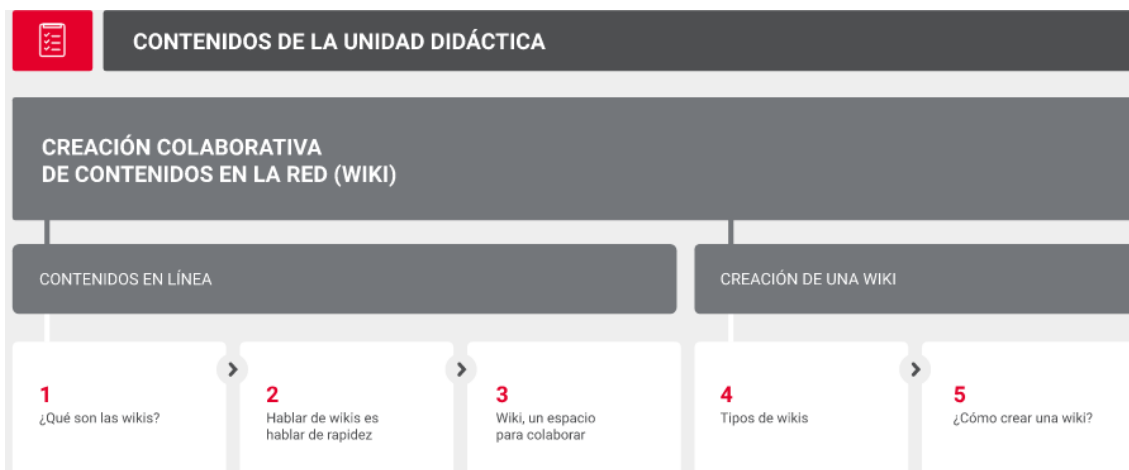 CONTENIDOS DE LA UNIDAD DIDÁCTICA
CREACIÓN COLABORATIVA
DE CONTENIDOS EN LA RED (WIKI)
CONTENIDOS EN LÍNEA
CREACIÓN DE UNA WIKI
1
¿Qué son las wikis?
2
Hablar de wikis es
hablar de rapidez
3
Wiki, un espacio
para colaborar
4
Tipos de wikis
5
¿Cómo crear una wiki?